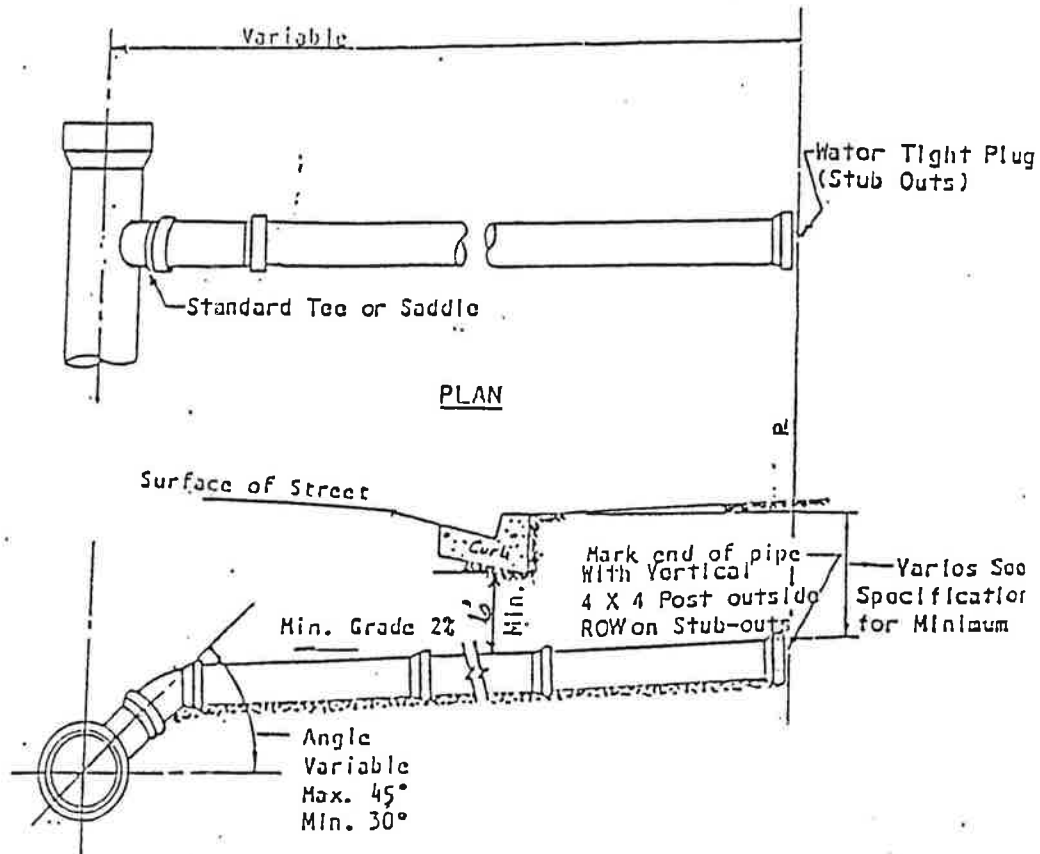 Variable
Water Tight Plug
(Stub Outs)
Standard Tee or Saddle
PLAN
Surface of Street
Curb
Mark end of pipe
With Vertical
4 X 4 Post outside
ROW on Stub-outs
Varies See
Specification
for Minimum
Min. Grade 2%
6'
Min.
Angle
Variable
Max. 45°
Min. 30°